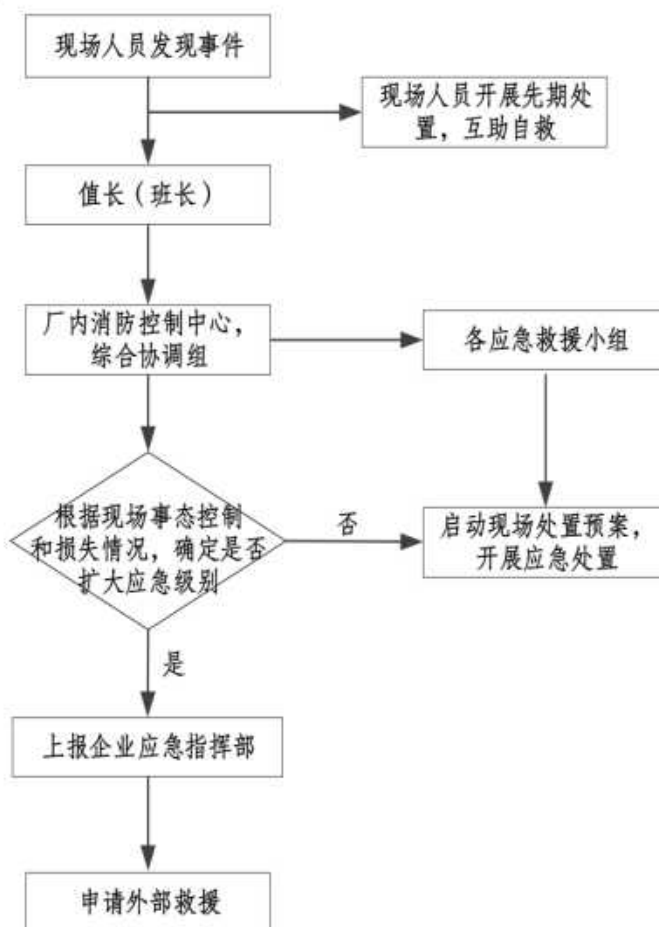 现场人员发现事件
现场人员开展先期处
置，互助自救
值长（班长）
厂内消防控制中心，
综合协调组
各应急救援小组
根据现场事态控制
和损失情况，确定是否
扩大应急级别
否
启动现场处置预案，
开展应急处置
是
上报企业应急指挥部
申请外部救援